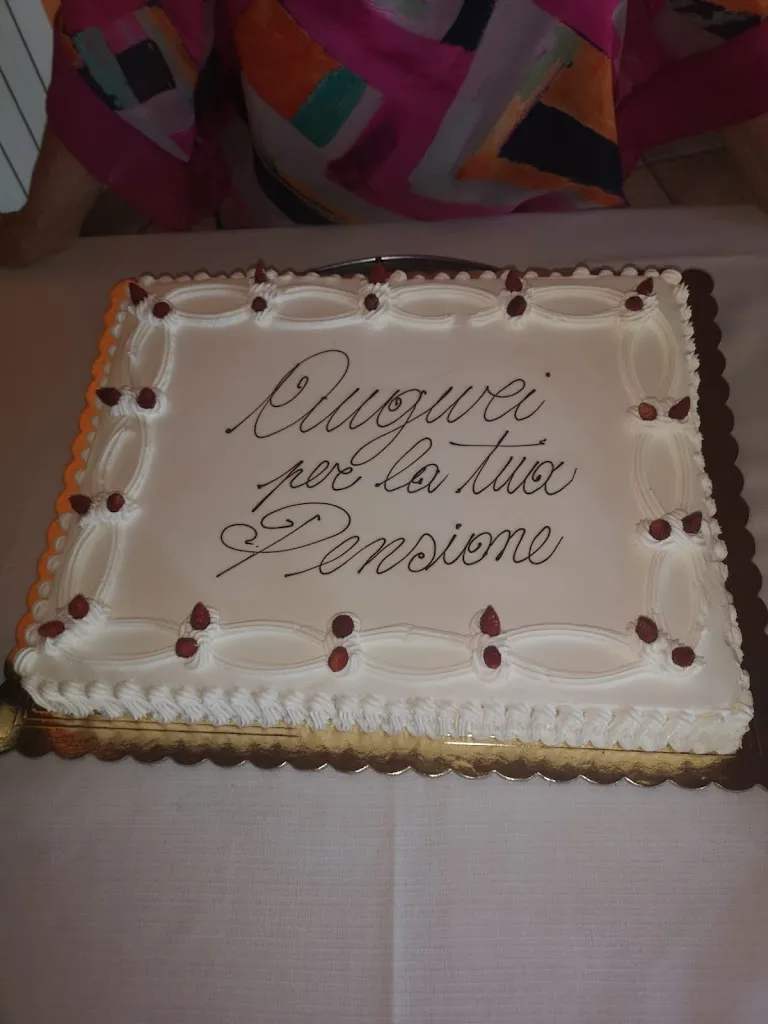 Auguri
per la tua
Pensione